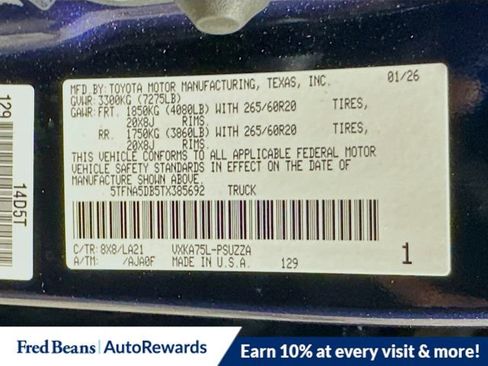 MFD.BY:TOYOTA MOTOR MANUFACTURING, TEXAS, INC. 01/26
GVWR: 3300KG (7275LB)
GAWR:FRT. 1850KG (4080LB) WITH 265/60R20 TIRES,
20X8J RIMS.
RR. 1750KG (3860LB) WITH 265/60R20 TIRES,
20X8J RIMS.
THIS VEHICLE CONFORMS TO ALL APPLICABLE FEDERAL MOTOR
VEHICLE SAFETY STANDARDS IN EFFECT ON THE DATE OF
MANUFACTURE SHOWN ABOVE.
5TFNA5DB5TX385692 TRUCK
C/TR: 8X8/LA21 VXKA75L-PSVZZA
A/TM: /AJA0F MADE IN U.S.A. 129 1
129
14D5T
Fred Beans | AutoRewards
Earn 10% at every visit & more!